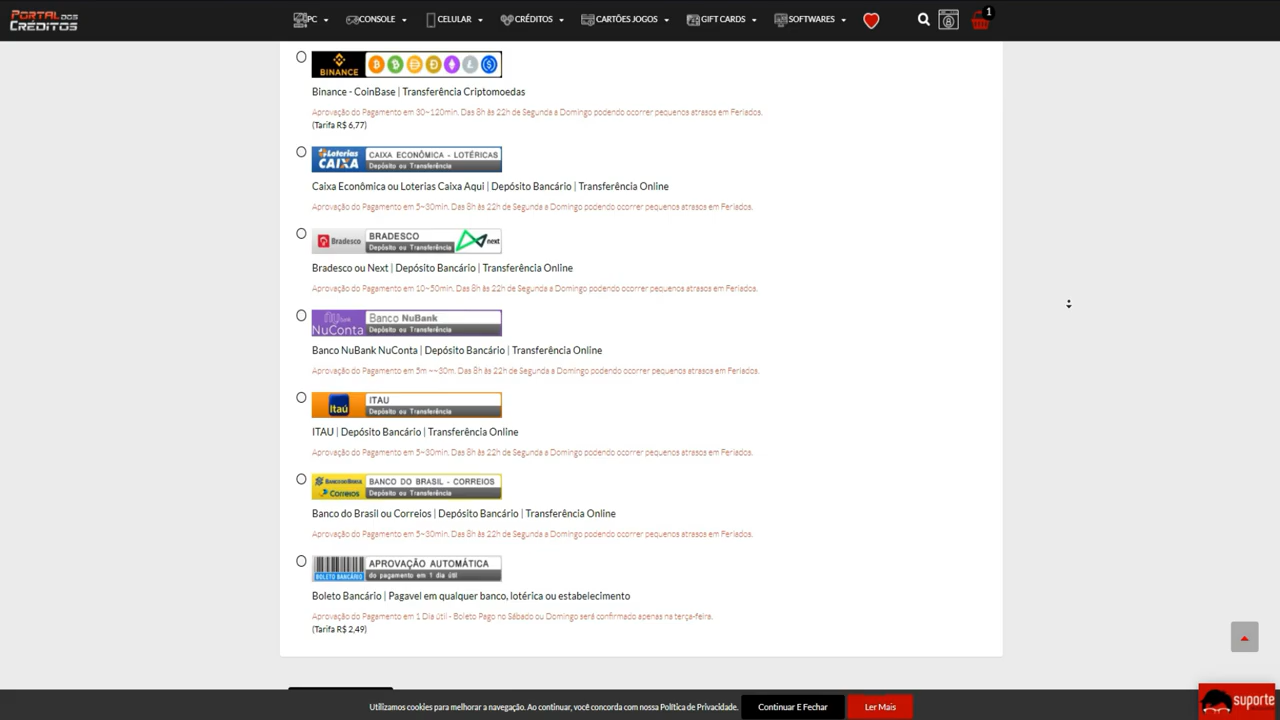 PORTAL DOS CRÉDITOS
PC CONSOLE CELULAR CRÉDITOS CARTÕES JOGOS GIFT CARDS SOFTWARES 1
BINANCE
Binance - CoinBase | Transferência Criptomoedas
Aprovação do Pagamento em 30~120min. Das 8h às 22h de Segunda a Domingo podendo ocorrer pequenos atrasos em Feriados.
(Tarifa R$ 6,77)
Loterias CAIXA
CAIXA ECONÔMICA - LOTÉRICAS
Depósito ou Transferência
Caixa Econômica ou Loterias Caixa Aqui | Depósito Bancário | Transferência Online
Aprovação do Pagamento em 5~30min. Das 8h às 22h de Segunda a Domingo podendo ocorrer pequenos atrasos em Feriados.
Bradesco
BRADESCO
Depósito ou Transferência
next
Bradesco ou Next | Depósito Bancário | Transferência Online
Aprovação do Pagamento em 10~50min. Das 8h às 22h de Segunda a Domingo podendo ocorrer pequenos atrasos em Feriados.
NuConta
Banco NuBank
Depósito ou Transferência
Banco NuBank NuConta | Depósito Bancário | Transferência Online
Aprovação do Pagamento em 5m ~~30m. Das 8h às 22h de Segunda a Domingo podendo ocorrer pequenos atrasos em Feriados.
Itaú
ITAU
Depósito ou Transferência
ITAU | Depósito Bancário | Transferência Online
Aprovação do Pagamento em 5~30min. Das 8h às 22h de Segunda a Domingo podendo ocorrer pequenos atrasos em Feriados.
BANCO DO BRASIL
Correios
BANCO DO BRASIL - CORREIOS
Depósito ou Transferência
Banco do Brasil ou Correios | Depósito Bancário | Transferência Online
Aprovação do Pagamento em 5~30min. Das 8h às 22h de Segunda a Domingo podendo ocorrer pequenos atrasos em Feriados.
BOLETO BANCÁRIO
APROVAÇÃO AUTOMÁTICA
do pagamento em 1 dia útil
Boleto Bancário | Pagavel em qualquer banco, lotérica ou estabelecimento
Aprovação do Pagamento em 1 Dia útil - Boleto Pago no Sábado ou Domingo será confirmado apenas na terça-feira.
(Tarifa R$ 2,49)
Utilizamos cookies para melhorar a navegação. Ao continuar, você concorda com nossa Política de Privacidade. Continuar E Fechar Ler Mais
suporte